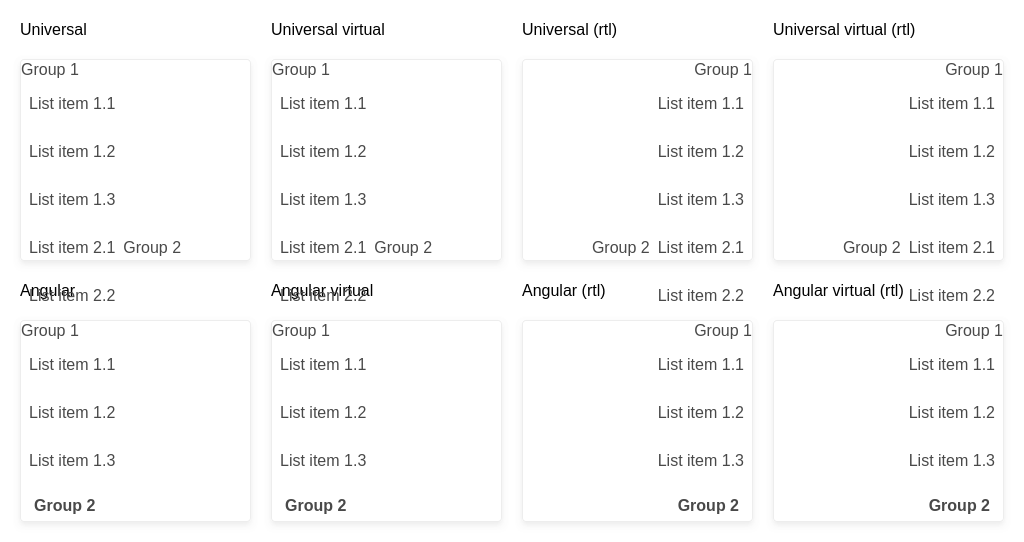 Universal
Universal virtual
Universal (rtl)
Universal virtual (rtl)
Group 1
Group 1
Group 1
Group 1
List item 1.1
List item 1.1
List item 1.1
List item 1.1
List item 1.2
List item 1.2
List item 1.2
List item 1.2
List item 1.3
List item 1.3
List item 1.3
List item 1.3
List item 2.1 Group 2
List item 2.1 Group 2
Group 2 List item 2.1
Group 2 List item 2.1
Angular
List item 2.2
Angular virtual
List item 2.2
Angular (rtl)
List item 2.2
Angular virtual (rtl)
List item 2.2
Group 1
Group 1
Group 1
Group 1
List item 1.1
List item 1.1
List item 1.1
List item 1.1
List item 1.2
List item 1.2
List item 1.2
List item 1.2
List item 1.3
List item 1.3
List item 1.3
List item 1.3
Group 2
Group 2
Group 2
Group 2